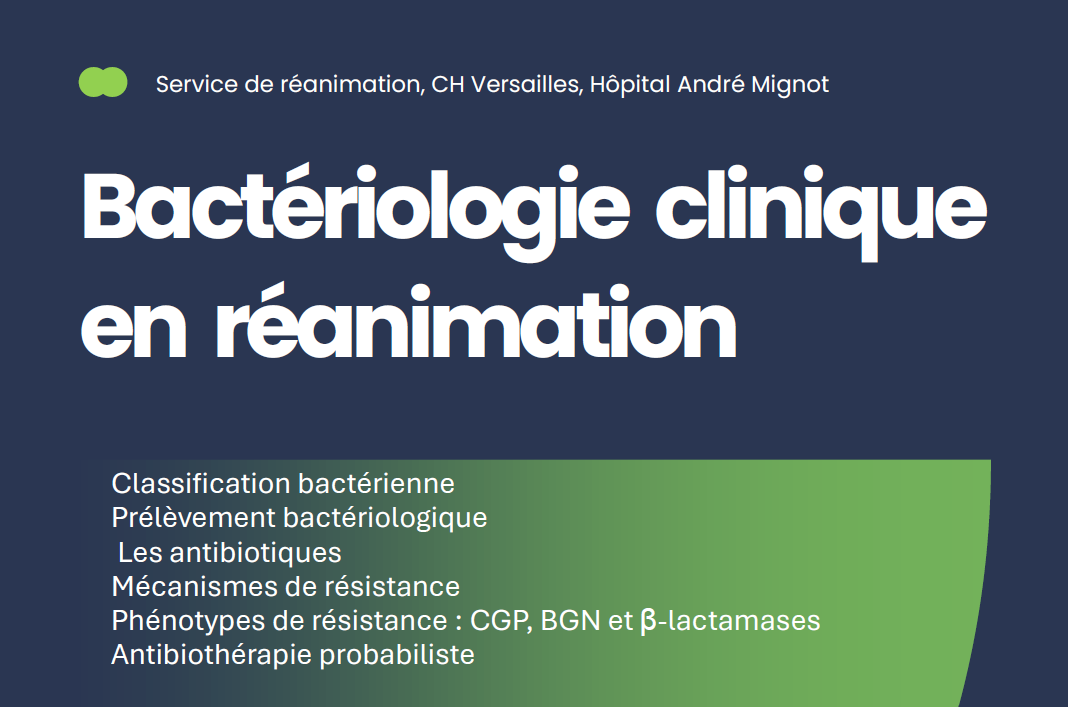 Service de réanimation, CH Versailles, Hôpital André Mignot
Bactériologie clinique
en réanimation
Classification bactérienne
Prélèvement bactériologique
Les antibiotiques
Mécanismes de résistance
Phénotypes de résistance : CGP, BGN et β-lactamases
Antibiothérapie probabiliste